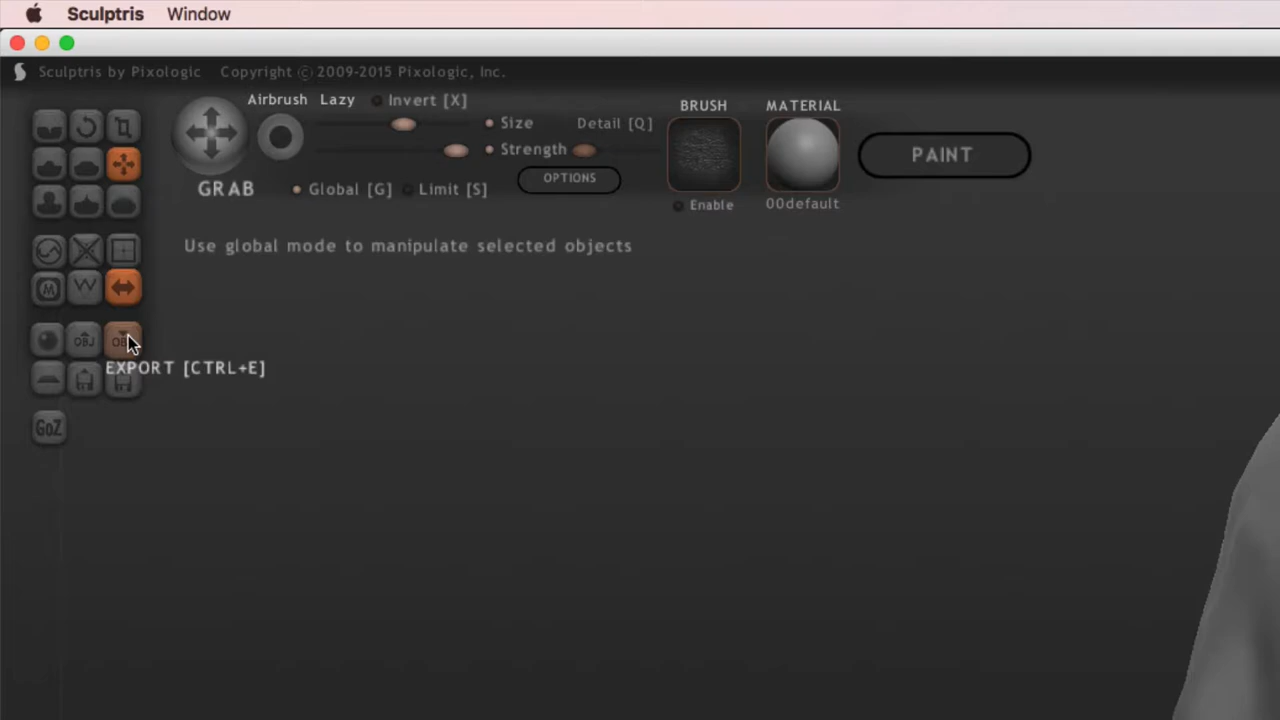 Sculptris Window
Sculptris by Pixologic Copyright © 2009-2015 Pixologic, Inc.
Airbrush Lazy Invert [X]
Size Detail [Q]
Strength
OPTIONS
GRAB
Global [G] Limit [S]
BRUSH
Enable
MATERIAL
00default
PAINT
Use global mode to manipulate selected objects
M W
OBJ OBJ
EXPORT [CTRL+E]
GoZ